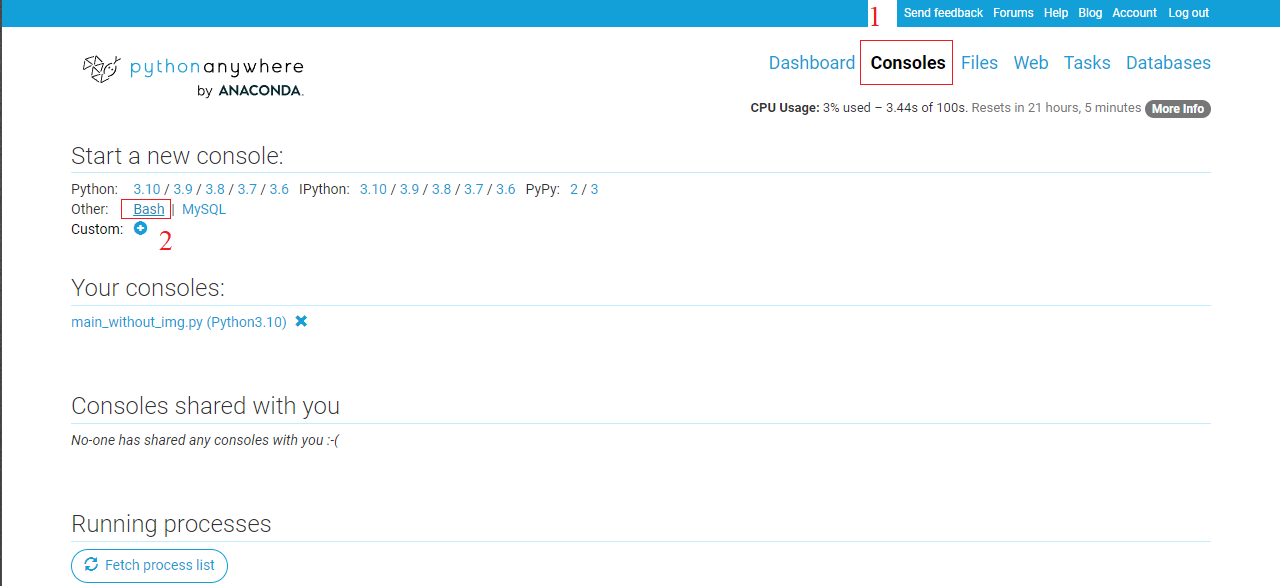 1 Send feedback Forums Help Blog Account Log out
pythonanywhere
by ANACONDA.
Dashboard Consoles Files Web Tasks Databases
CPU Usage: 3% used – 3.44s of 100s. Resets in 21 hours, 5 minutes More Info
Start a new console:
Python: 3.10 / 3.9 / 3.8 / 3.7 / 3.6 IPython: 3.10 / 3.9 / 3.8 / 3.7 / 3.6 PyPy: 2 / 3
Other: Bash | MySQL
Custom:
2
Your consoles:
main_without_img.py (Python3.10)
Consoles shared with you
No-one has shared any consoles with you :-(
Running processes
Fetch process list